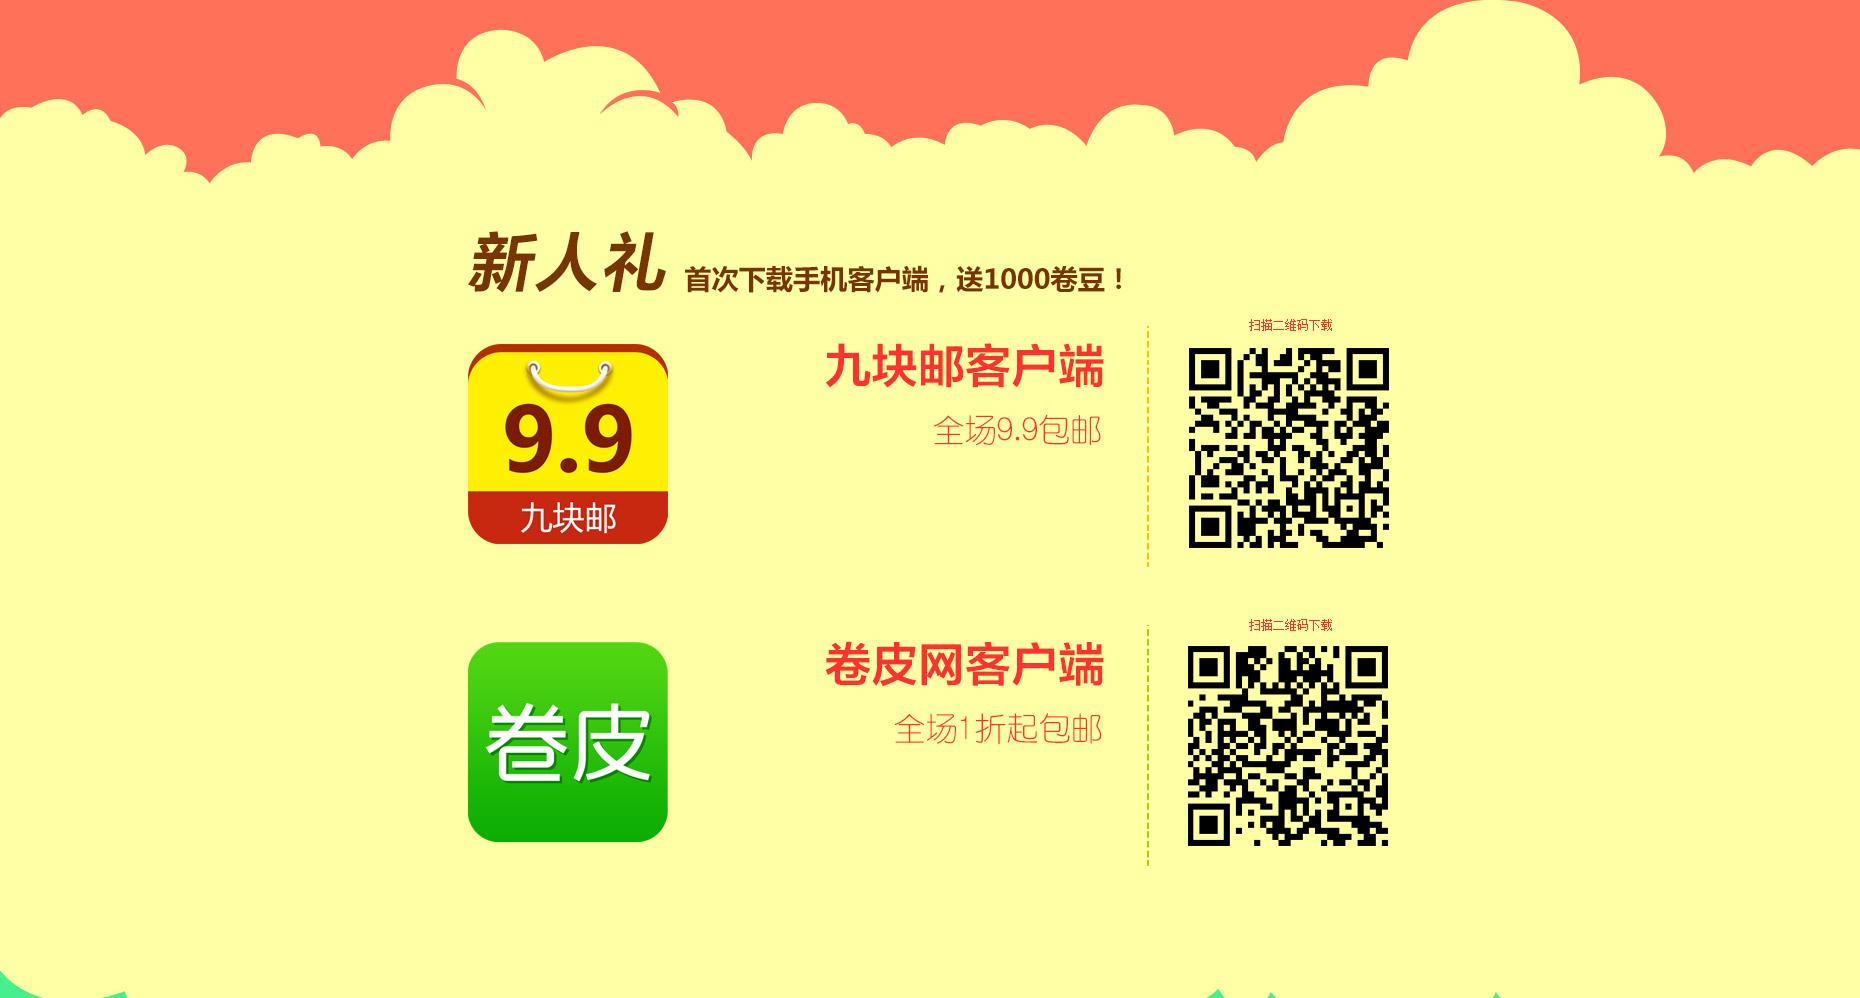 新人礼 首次下载手机客户端，送1000卷豆！
9.9
九块邮
九块邮客户端
全场9.9包邮
扫描二维码下载
卷皮
卷皮网客户端
全场1折起包邮
扫描二维码下载